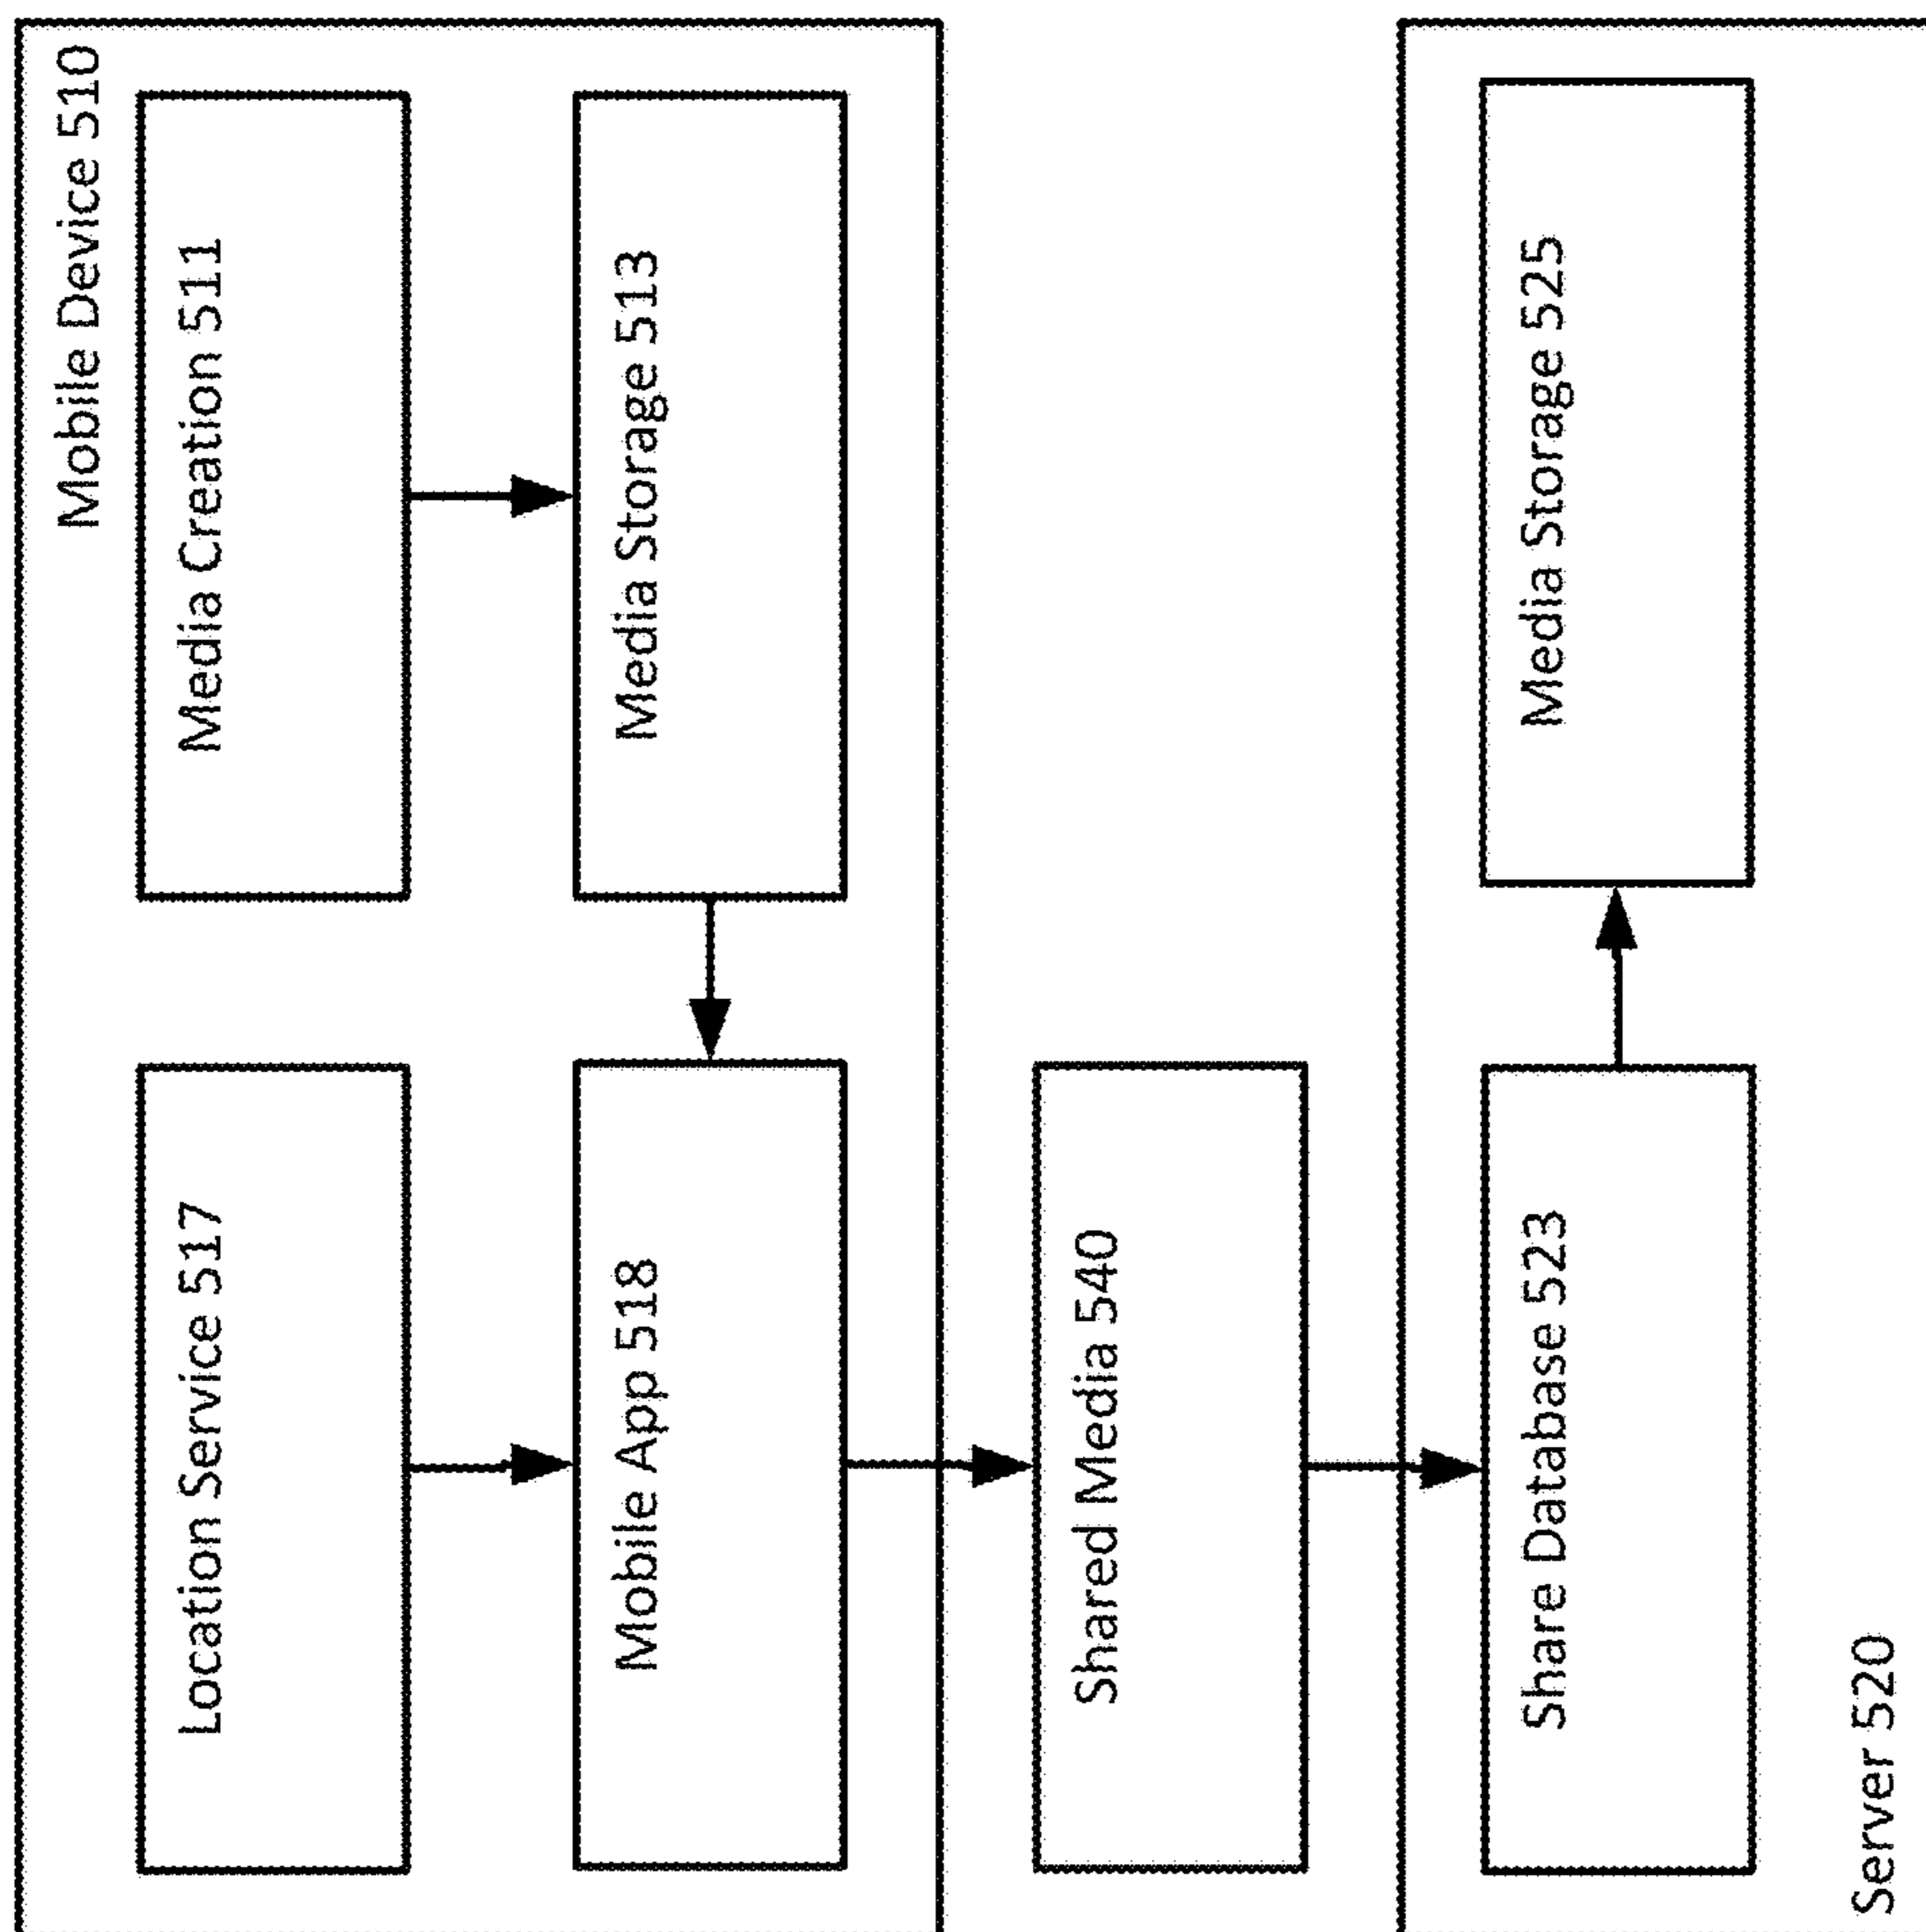 Mobile Device 510
Location Service 517
Media Creation 511
Mobile App 518
Media Storage 513
Shared Media 540
Share Database 523
Media Storage 525
Server 520